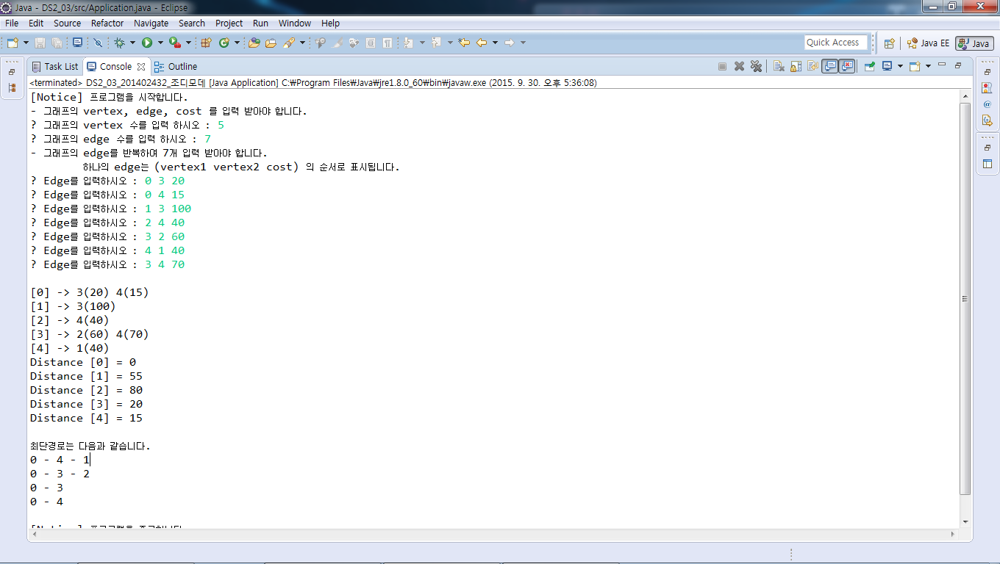 Java - DS2_03/src/Application.java - Eclipse
File Edit Source Refactor Navigate Search Project Run Window Help
Quick Access Java EE Java
Task List Console Outline
<terminated> DS2_03_201402432_조디모데 [Java Application] C:₩Program Files₩Java₩jre1.8.0_60₩bin₩javaw.exe (2015. 9. 30. 오후 5:36:08)
[Notice] 프로그램을 시작합니다.
- 그래프의 vertex, edge, cost 를 입력 받아야 합니다.
? 그래프의 vertex 수를 입력 하시오 : 5
? 그래프의 edge 수를 입력 하시오 : 7
- 그래프의 edge를 반복하여 7개 입력 받아야 합니다.
하나의 edge는 (vertex1 vertex2 cost) 의 순서로 표시됩니다.
? Edge를 입력하시오 : 0 3 20
? Edge를 입력하시오 : 0 4 15
? Edge를 입력하시오 : 1 3 100
? Edge를 입력하시오 : 2 4 40
? Edge를 입력하시오 : 3 2 60
? Edge를 입력하시오 : 4 1 40
? Edge를 입력하시오 : 3 4 70
[0] -> 3(20) 4(15)
[1] -> 3(100)
[2] -> 4(40)
[3] -> 2(60) 4(70)
[4] -> 1(40)
Distance [0] = 0
Distance [1] = 55
Distance [2] = 80
Distance [3] = 20
Distance [4] = 15
최단경로는 다음과 같습니다.
0 - 4 - 1
0 - 3 - 2
0 - 3
0 - 4
[Notice] 프로그램을 종료합니다